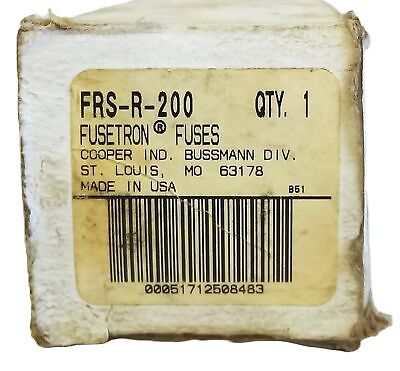 FRS-R-200 QTY. 1
FUSETRON® FUSES
COOPER IND. BUSSMANN DIV.
ST. LOUIS, MO 63178
MADE IN USA B51
00051712508483